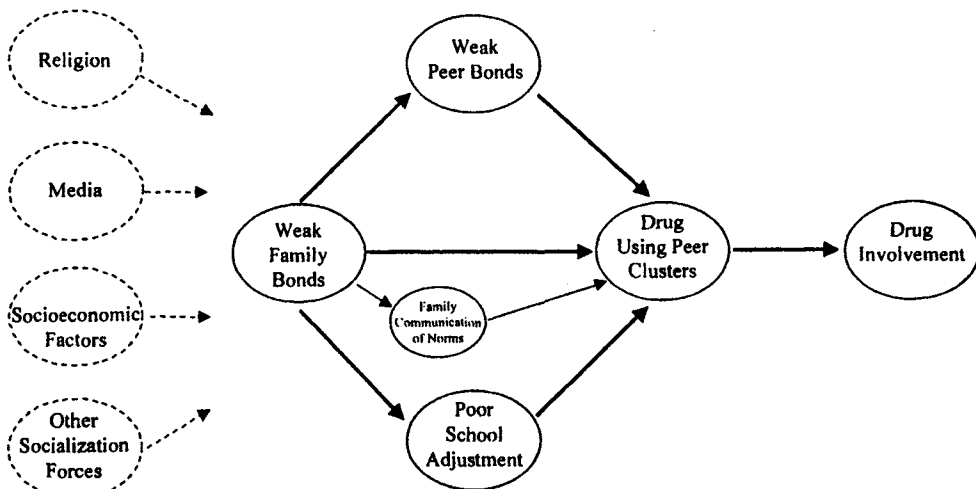 Religion
Media
Socioeconomic
Factors
Other
Socialization
Forces
Weak
Peer Bonds
Weak
Family
Bonds
Family
Communication
of Norms
Poor
School
Adjustment
Drug
Using Peer
Clusters
Drug
Involvement